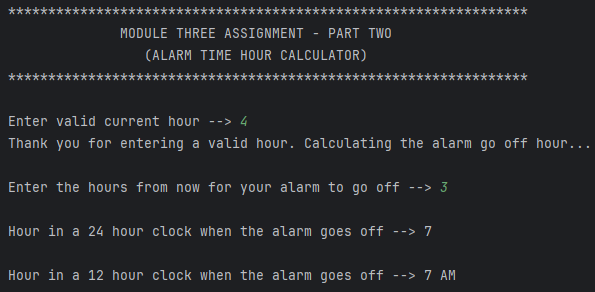 *****************************************************************
MODULE THREE ASSIGNMENT - PART TWO
(ALARM TIME HOUR CALCULATOR)
*****************************************************************
Enter valid current hour --> 4
Thank you for entering a valid hour. Calculating the alarm go off hour...
Enter the hours from now for your alarm to go off --> 3
Hour in a 24 hour clock when the alarm goes off --> 7
Hour in a 12 hour clock when the alarm goes off --> 7 AM